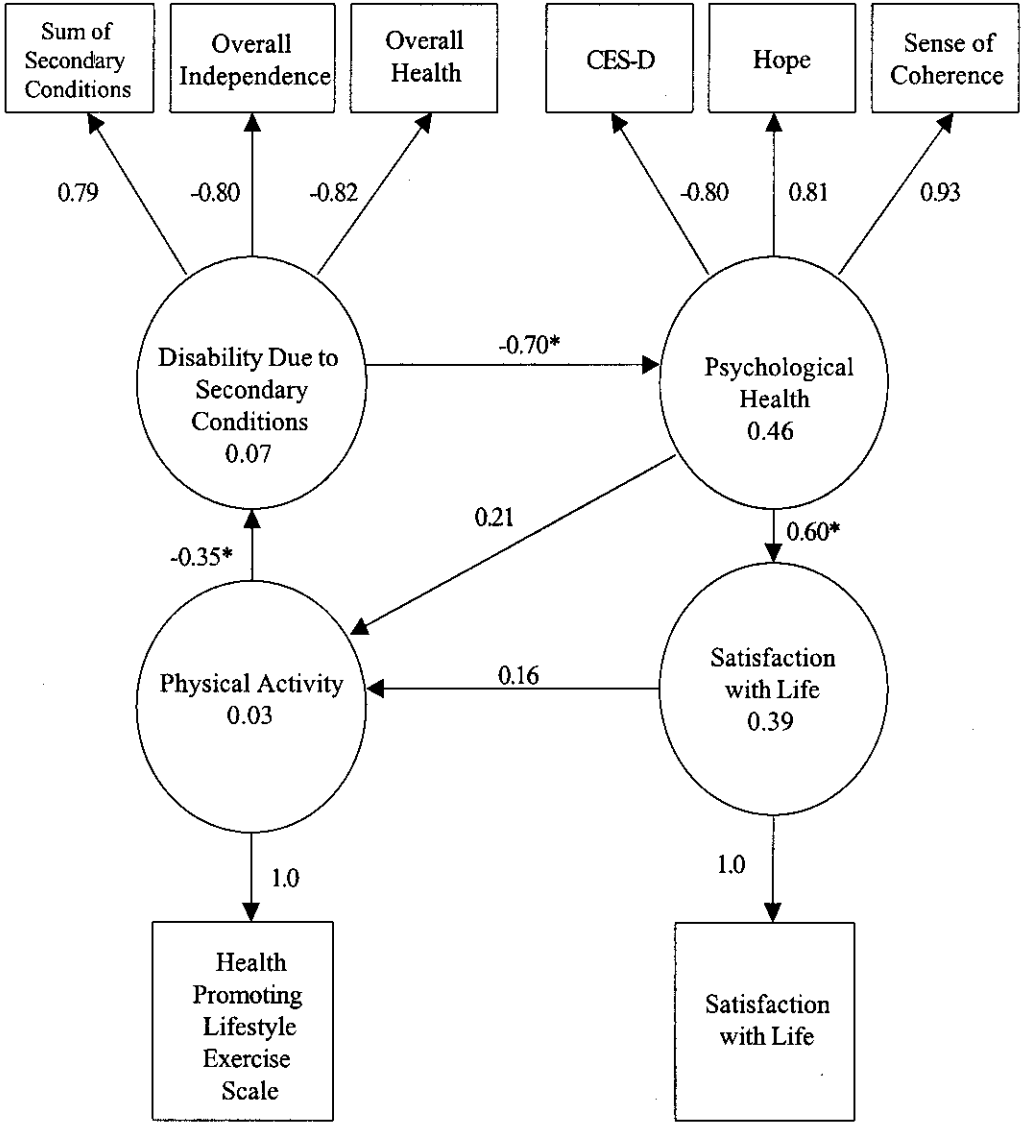 Sum of
Secondary
Conditions
Overall
Independence
Overall
Health
CES-D
Hope
Sense of
Coherence
0.79
-0.80
-0.82
-0.80
0.81
0.93
Disability Due to
Secondary
Conditions
0.07
-0.70*
Psychological
Health
0.46
-0.35*
0.21
0.60*
Physical Activity
0.03
0.16
Satisfaction
with Life
0.39
1.0
1.0
Health
Promoting
Lifestyle
Exercise
Scale
Satisfaction
with Life